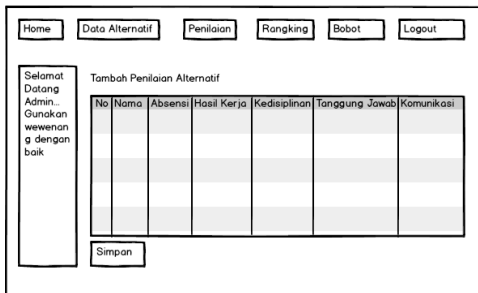 Home Data Alternatif Penilaian Rangking Bobot Logout
Selamat
Datang
Admin...
Gunakan
wewenan
g dengan
baik
Tambah Penilaian Alternatif
No Nama Absensi Hasil Kerja Kedisiplinan Tanggung Jawab Komunikasi
Simpan